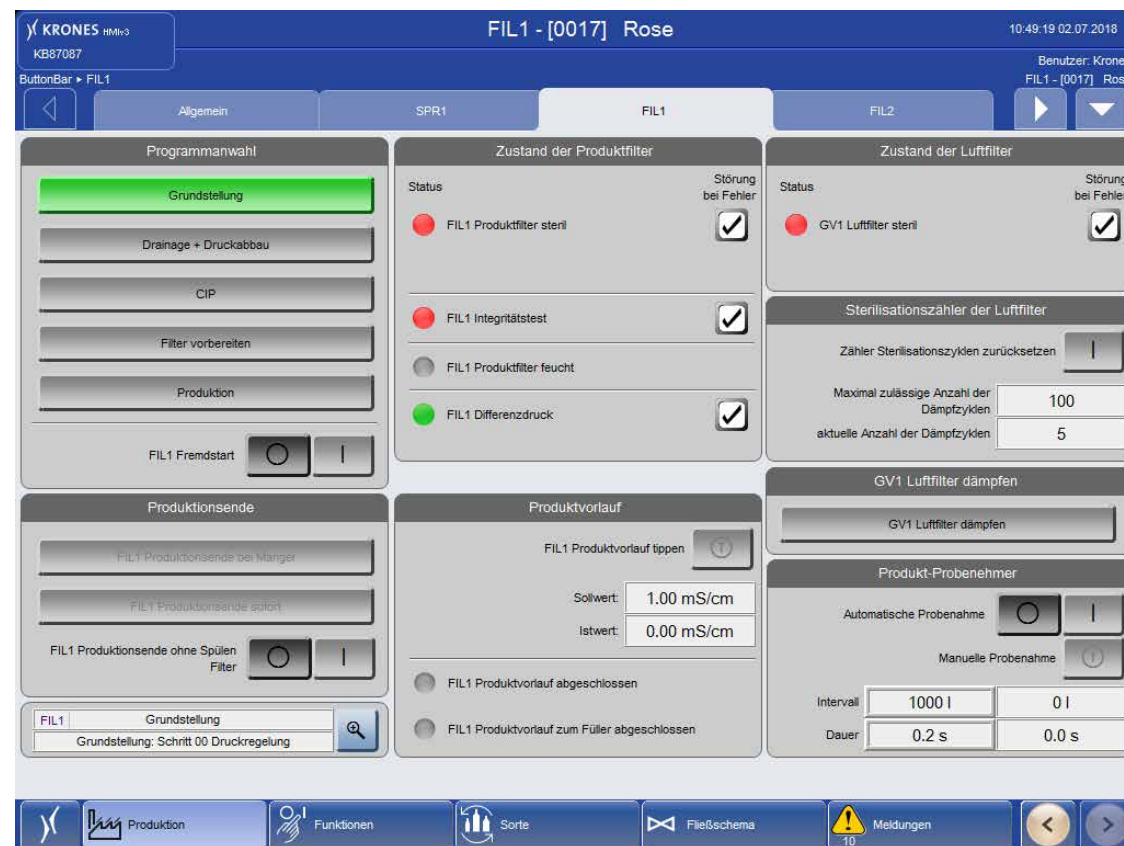 KRONES HMIv3
FIL1 - [0017] Rose
10:49:19 02.07.2018
KB87087
Benutzer: Krone
ButtonBar ▸ FIL1
FIL1 - [0017] Ros
Allgemein
SPR1
FIL1
FIL2
Programmanwahl
Grundstellung
Drainage + Druckabbau
CIP
Filter vorbereiten
Produktion
FIL1 Fremdstart
Produktionsende
FIL1 Produktionsende bei Manger
FIL1 Produktionsende sofort
FIL1 Produktionsende ohne Spülen
Filter
FIL1
Grundstellung
Grundstellung: Schritt 00 Druckregelung
Zustand der Produktfilter
Status
Störung
bei Fehler
FIL1 Produktfilter steril
FIL1 Integritätstest
FIL1 Produktfilter feucht
FIL1 Differenzdruck
Produktvorlauf
FIL1 Produktvorlauf tippen
Sollwert: 1.00 mS/cm
Istwert: 0.00 mS/cm
FIL1 Produktvorlauf abgeschlossen
FIL1 Produktvorlauf zum Füller abgeschlossen
Zustand der Luftfilter
Status
Störung
bei Fehle
GV1 Luftfilter steril
Sterilisationszähler der Luftfilter
Zähler Sterilisationszyklen zurücksetzen
Maximal zulässige Anzahl der
Dämpfzyklen
100
aktuelle Anzahl der Dämpfzyklen 5
GV1 Luftfilter dämpfen
GV1 Luftfilter dämpfen
Produkt-Probenehmer
Automatische Probenahme
Manuelle Probenahme
Intervall 1000 l 0 l
Dauer 0.2 s 0.0 s
Produktion
Funktionen
Sorte
Fließschema
10
Meldungen